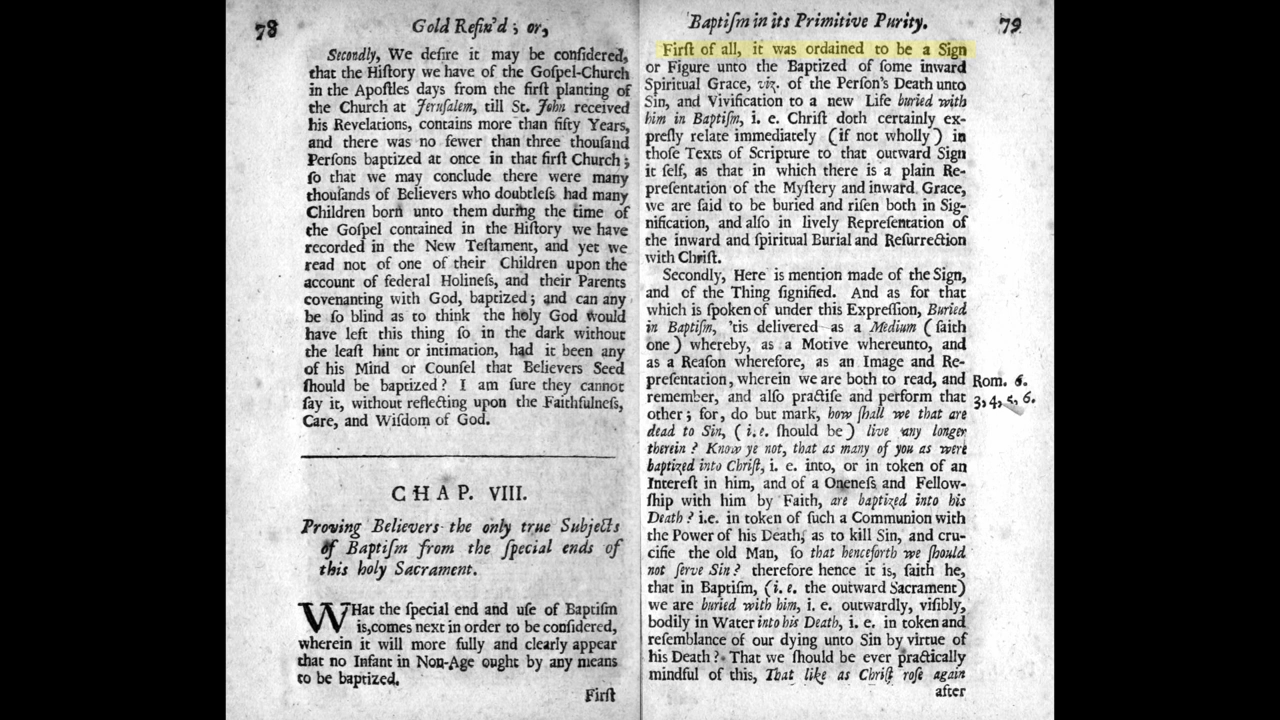 78 Gold Refin'd; or,
Secondly, We deſire it may be conſidered,
that the Hiſtory we have of the Goſpel-Church
in the Apoſtles days from the firſt planting of
the Church at Jeruſalem, till St. John received
his Revelations, contains more than fifty Years,
and there was no fewer than three thouſand
Perſons baptized at once in that firſt Church;
ſo that we may conclude there were many
thouſands of Believers who doubtleſs had many
Children born unto them during the time of
the Goſpel contained in the Hiſtory we have
recorded in the New Teſtament, and yet we
read not of one of their Children upon the
account of federal Holineſs, and their Parents
covenanting with God, baptized; and can any
be ſo blind as to think the holy God would
have left this thing ſo in the dark without
the leaſt hint or intimation, had it been any
of his Mind or Counſel that Believers Seed
ſhould be baptized? I am ſure they cannot
ſay it, without reflecting upon the Faithfulneſs,
Care, and Wiſdom of God.
CHAP. VIII.
Proving Believers the only true Subjects
of Baptiſm from the ſpecial ends of
this holy Sacrament.
WHat the ſpecial end and uſe of Baptiſm
is,comes next in order to be conſidered,
wherein it will more fully and clearly appear
that no Infant in Non-Age ought by any means
to be baptized.
Firſt
Baptiſm in its Primitive Purity. 79
Firſt of all, it was ordained to be a Sign
or Figure unto the Baptized of ſome inward
Spiritual Grace, viz. of the Perſon's Death unto
Sin, and Vivification to a new Life buried with
him in Baptiſm, i. e. Chriſt doth certainly ex-
preſly relate immediately (if not wholly) in
thoſe Texts of Scripture to that outward Sign
it ſelf, as that in which there is a plain Re-
preſentation of the Myſtery and inward Grace,
we are ſaid to be buried and riſen both in Sig-
nification, and alſo in lively Repreſentation of
the inward and ſpiritual Burial and Reſurrection
with Chriſt.
Secondly, Here is mention made of the Sign,
and of the Thing ſignified. And as for that
which is ſpoken of under this Expreſſion, Buried
in Baptiſm, 'tis delivered as a Medium (ſaith
one) whereby, as a Motive whereunto, and
as a Reaſon wherefore, as an Image and Re-
preſentation, wherein we are both to read, and
remember, and alſo practiſe and perform that
other; for, do but mark, how ſhall we that are
dead to Sin, (i. e. ſhould be) live any longer
therein? Know ye not, that as many of you as were
baptized into Chriſt, i. e. into, or in token of an
Intereſt in him, and of a Oneneſs and Fellow-
ſhip with him by Faith, are baptized into his
Death? i.e. in token of ſuch a Communion with
the Power of his Death, as to kill Sin, and cru-
cifie the old Man, ſo that henceforth we ſhould
not ſerve Sin? therefore hence it is, ſaith he,
that in Baptiſm, (i. e. the outward Sacrament)
we are buried with him, i. e. outwardly, viſibly,
bodily in Water into his Death, i. e. in token and
reſemblance of our dying unto Sin by virtue of
his Death? That we ſhould be ever practically
mindful of this, That like as Chriſt roſe again
after
Rom. 6.
3, 4, 5, 6.